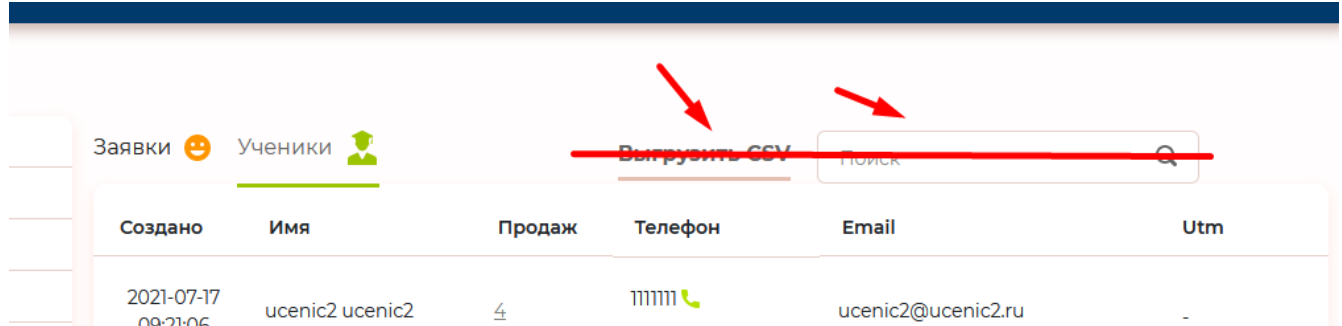 Заявки Ученики Выгрузить CSV Поиск
Создано Имя Продаж Телефон Email Utm
2021-07-17
09:21:06 ucenic2 ucenic2 4 1111111 ucenic2@ucenic2.ru -